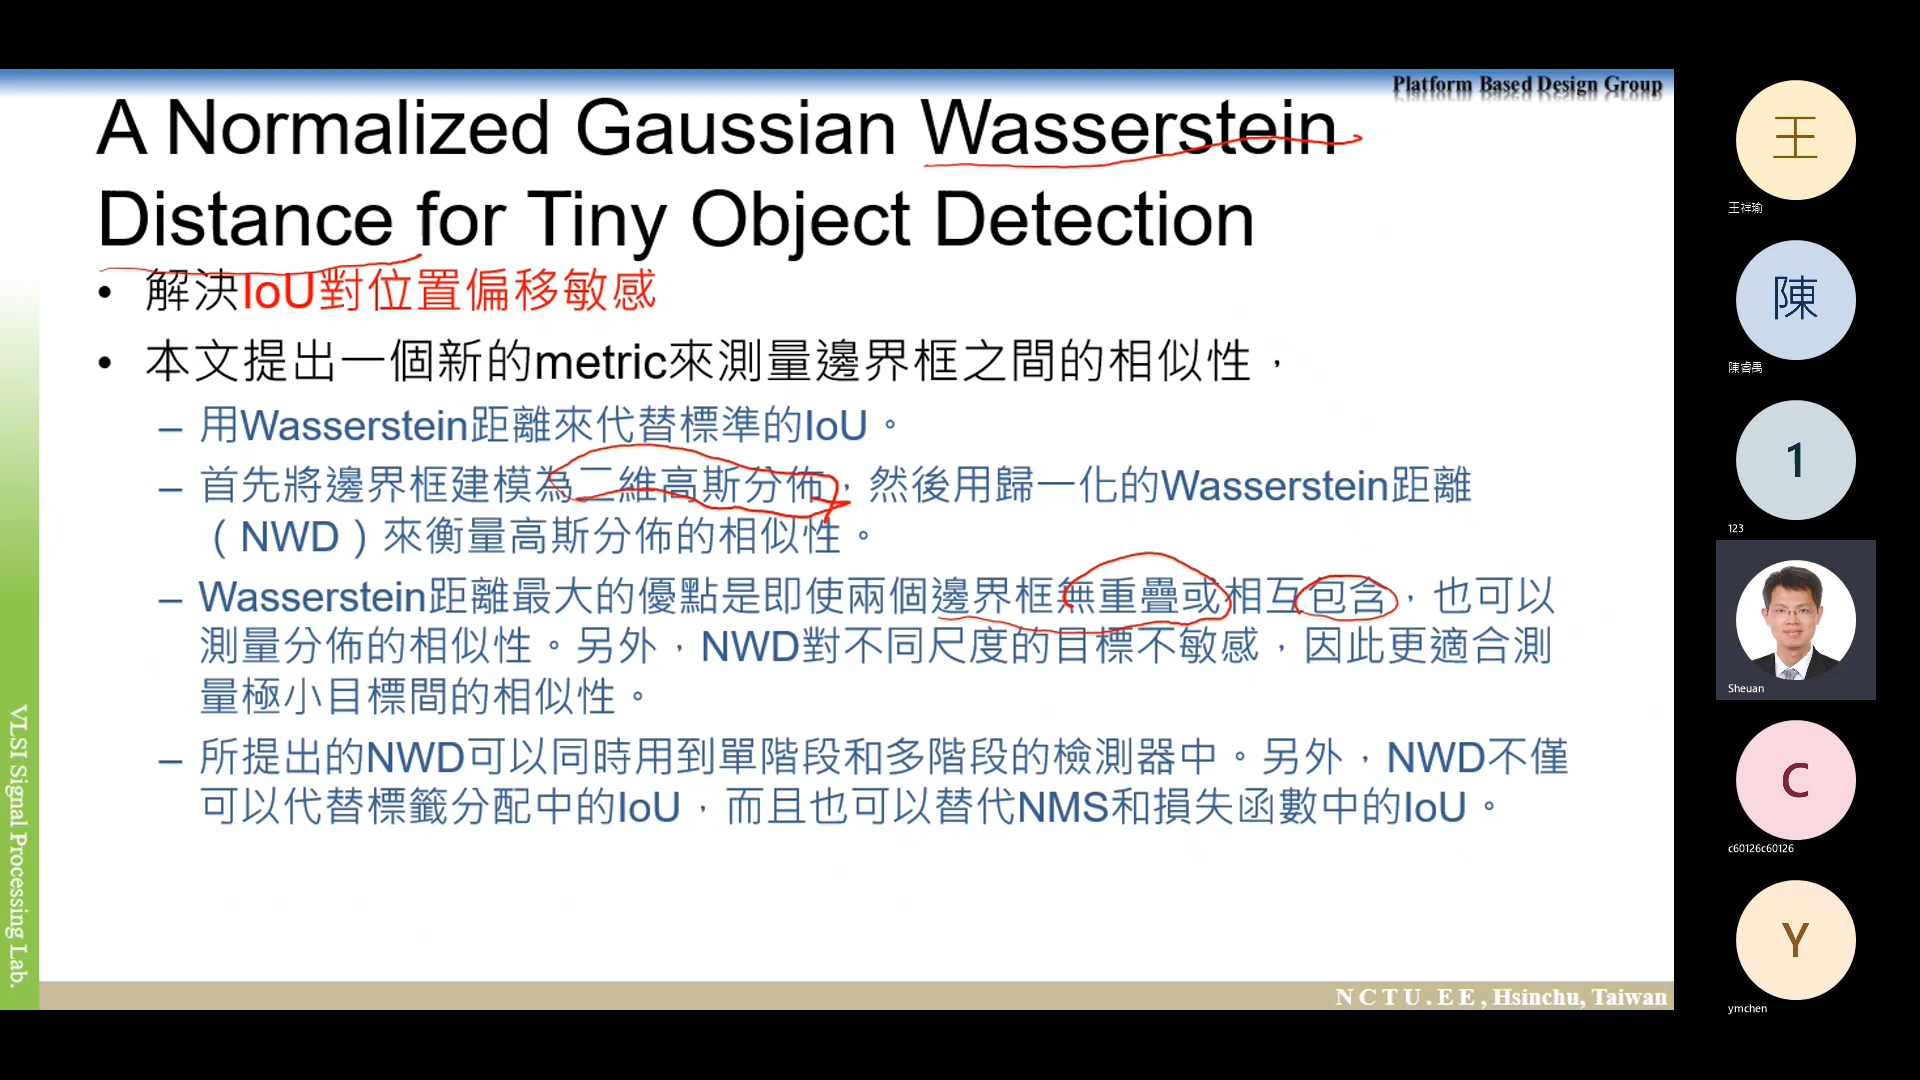 Platform Based Design Group
A Normalized Gaussian Wasserstein
Distance for Tiny Object Detection
• 解決IoU對位置偏移敏感
• 本文提出一個新的metric來測量邊界框之間的相似性，
– 用Wasserstein距離來代替標準的IoU。
– 首先將邊界框建模為二維高斯分佈，然後用歸一化的Wasserstein距離
（NWD）來衡量高斯分佈的相似性。
– Wasserstein距離最大的優點是即使兩個邊界框無重疊或相互包含，也可以
測量分佈的相似性。另外，NWD對不同尺度的目標不敏感，因此更適合測
量極小目標間的相似性。
– 所提出的NWD可以同時用到單階段和多階段的檢測器中。另外，NWD不僅
可以代替標籤分配中的IoU，而且也可以替代NMS和損失函數中的IoU。
VLSI Signal Processing Lab.
NCTU.EE, Hsinchu, Taiwan
王
王祥瑜
陳
陳睿禹
1
123
Sheuan
C
c60126c60126
Y
ymchen